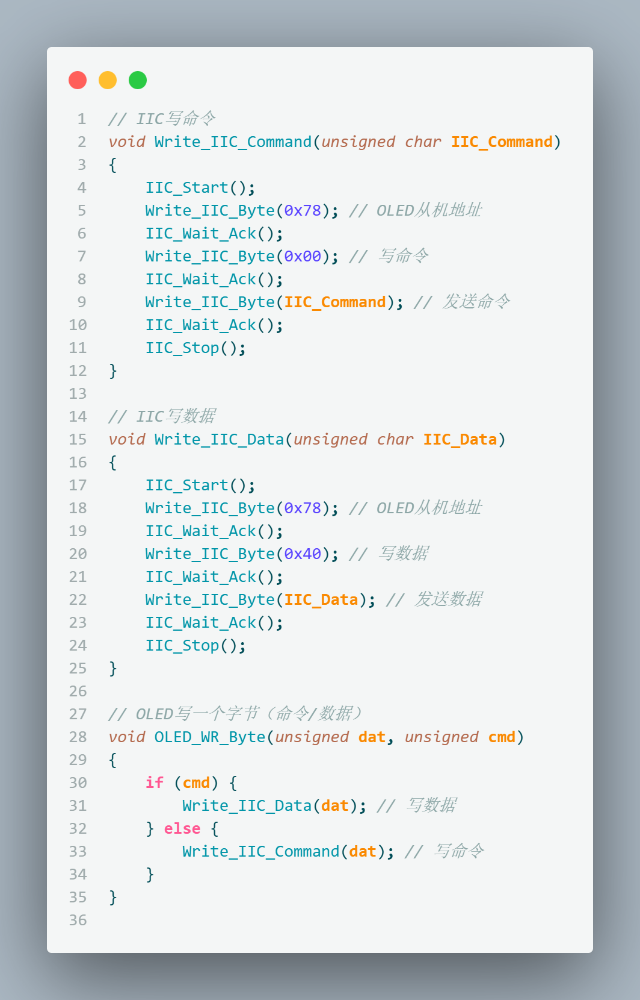 1 // IIC写命令
2 void Write_IIC_Command(unsigned char IIC_Command)
3 {
4     IIC_Start();
5     Write_IIC_Byte(0x78); // OLED从机地址
6     IIC_Wait_Ack();
7     Write_IIC_Byte(0x00); // 写命令
8     IIC_Wait_Ack();
9     Write_IIC_Byte(IIC_Command); // 发送命令
10     IIC_Wait_Ack();
11     IIC_Stop();
12 }
13
14 // IIC写数据
15 void Write_IIC_Data(unsigned char IIC_Data)
16 {
17     IIC_Start();
18     Write_IIC_Byte(0x78); // OLED从机地址
19     IIC_Wait_Ack();
20     Write_IIC_Byte(0x40); // 写数据
21     IIC_Wait_Ack();
22     Write_IIC_Byte(IIC_Data); // 发送数据
23     IIC_Wait_Ack();
24     IIC_Stop();
25 }
26
27 // OLED写一个字节（命令/数据）
28 void OLED_WR_Byte(unsigned dat, unsigned cmd)
29 {
30     if (cmd) {
31         Write_IIC_Data(dat); // 写数据
32     } else {
33         Write_IIC_Command(dat); // 写命令
34     }
35 }
36